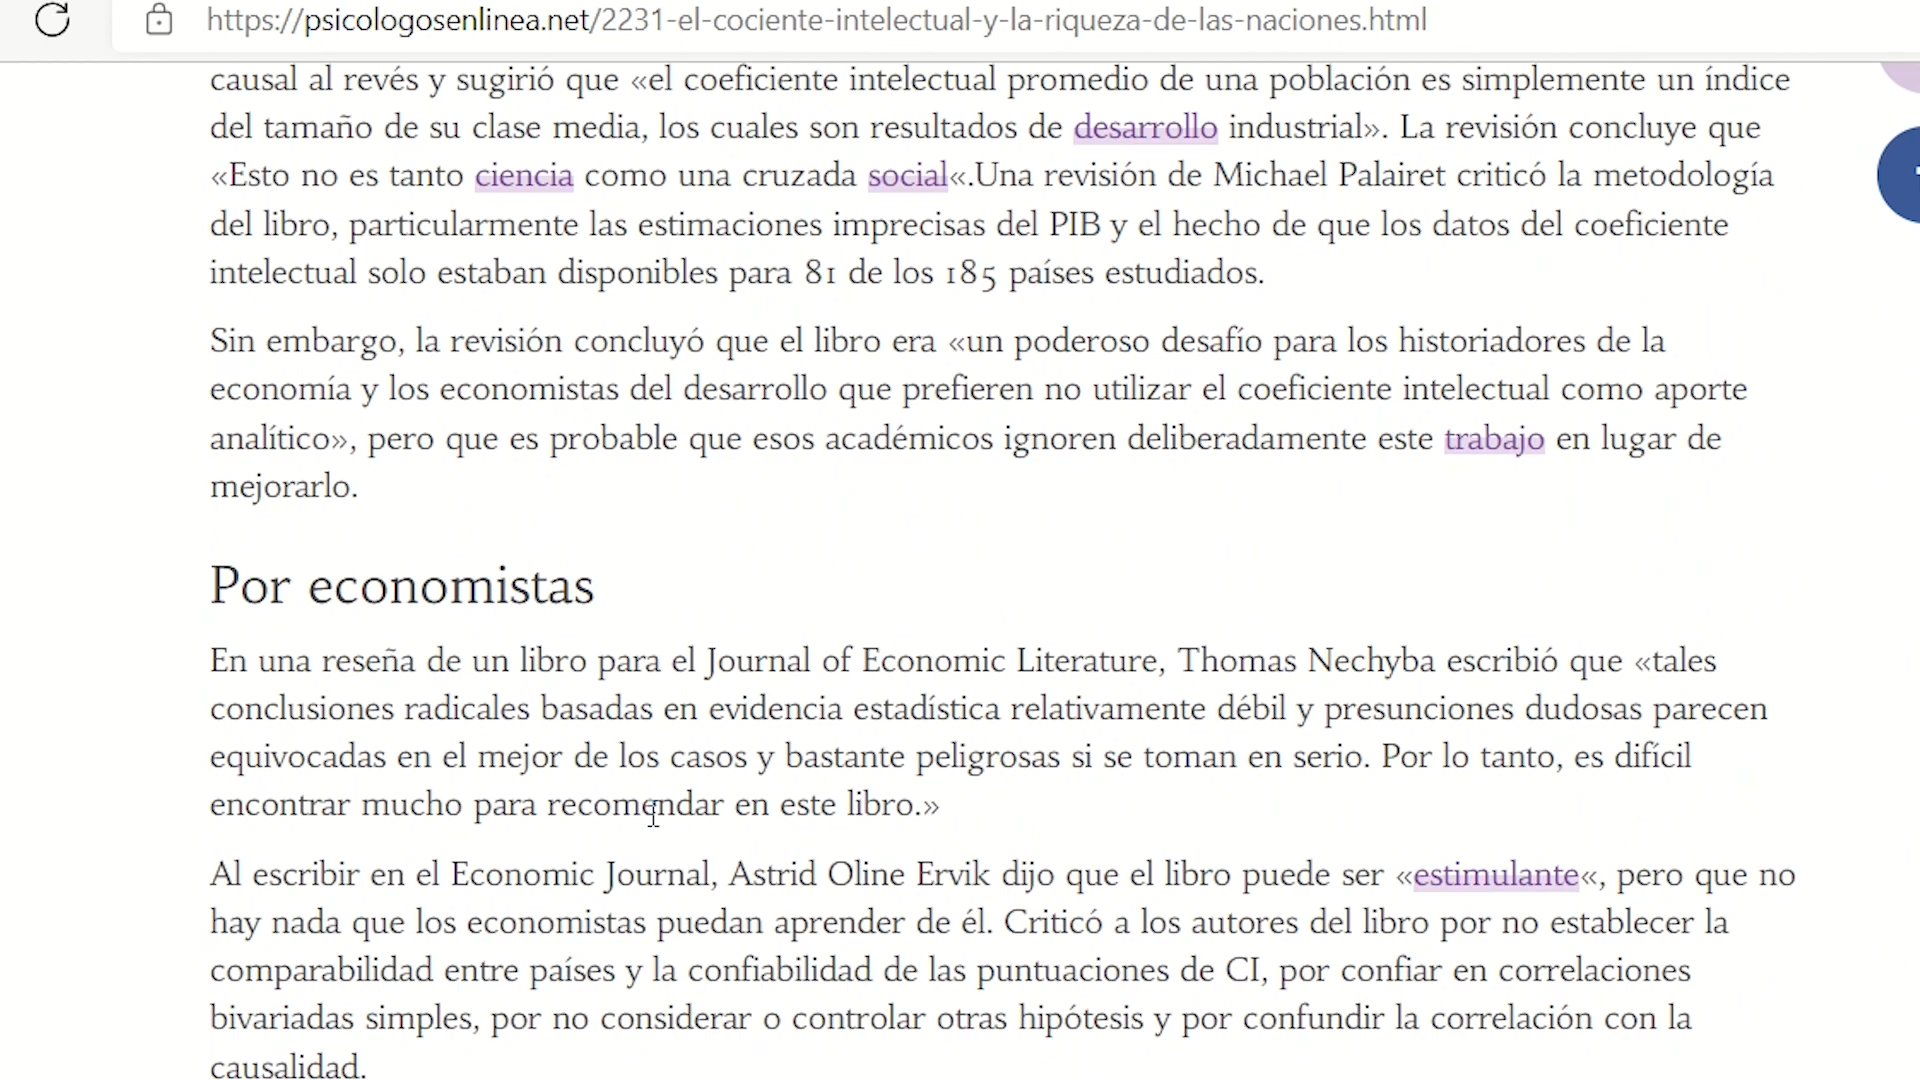 https://psicologosenlinea.net/2231-el-cociente-intelectual-y-la-riqueza-de-las-naciones.html
causal al revés y sugirió que «el coeficiente intelectual promedio de una población es simplemente un índice
del tamaño de su clase media, los cuales son resultados de desarrollo industrial». La revisión concluye que
«Esto no es tanto ciencia como una cruzada social«.Una revisión de Michael Palairet criticó la metodología
del libro, particularmente las estimaciones imprecisas del PIB y el hecho de que los datos del coeficiente
intelectual solo estaban disponibles para 81 de los 185 países estudiados.
Sin embargo, la revisión concluyó que el libro era «un poderoso desafío para los historiadores de la
economía y los economistas del desarrollo que prefieren no utilizar el coeficiente intelectual como aporte
analítico», pero que es probable que esos académicos ignoren deliberadamente este trabajo en lugar de
mejorarlo.
Por economistas
En una reseña de un libro para el Journal of Economic Literature, Thomas Nechyba escribió que «tales
conclusiones radicales basadas en evidencia estadística relativamente débil y presunciones dudosas parecen
equivocadas en el mejor de los casos y bastante peligrosas si se toman en serio. Por lo tanto, es difícil
encontrar mucho para recomendar en este libro.»
Al escribir en el Economic Journal, Astrid Oline Ervik dijo que el libro puede ser «estimulante«, pero que no
hay nada que los economistas puedan aprender de él. Criticó a los autores del libro por no establecer la
comparabilidad entre países y la confiabilidad de las puntuaciones de CI, por confiar en correlaciones
bivariadas simples, por no considerar o controlar otras hipótesis y por confundir la correlación con la
causalidad.